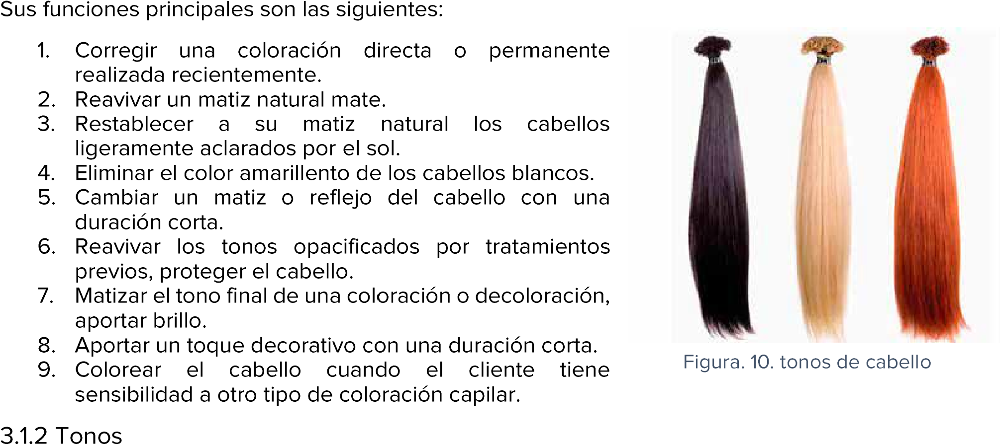 Sus funciones principales son las siguientes:
1. Corregir una coloración directa o permanente
realizada recientemente.
2. Reavivar un matiz natural mate.
3. Restablecer a su matiz natural los cabellos
ligeramente aclarados por el sol.
4. Eliminar el color amarillento de los cabellos blancos.
5. Cambiar un matiz o reflejo del cabello con una
duración corta.
6. Reavivar los tonos opacificados por tratamientos
previos, proteger el cabello.
7. Matizar el tono final de una coloración o decoloración,
aportar brillo.
8. Aportar un toque decorativo con una duración corta.
9. Colorear el cabello cuando el cliente tiene
sensibilidad a otro tipo de coloración capilar.
Figura. 10. tonos de cabello
3.1.2 Tonos